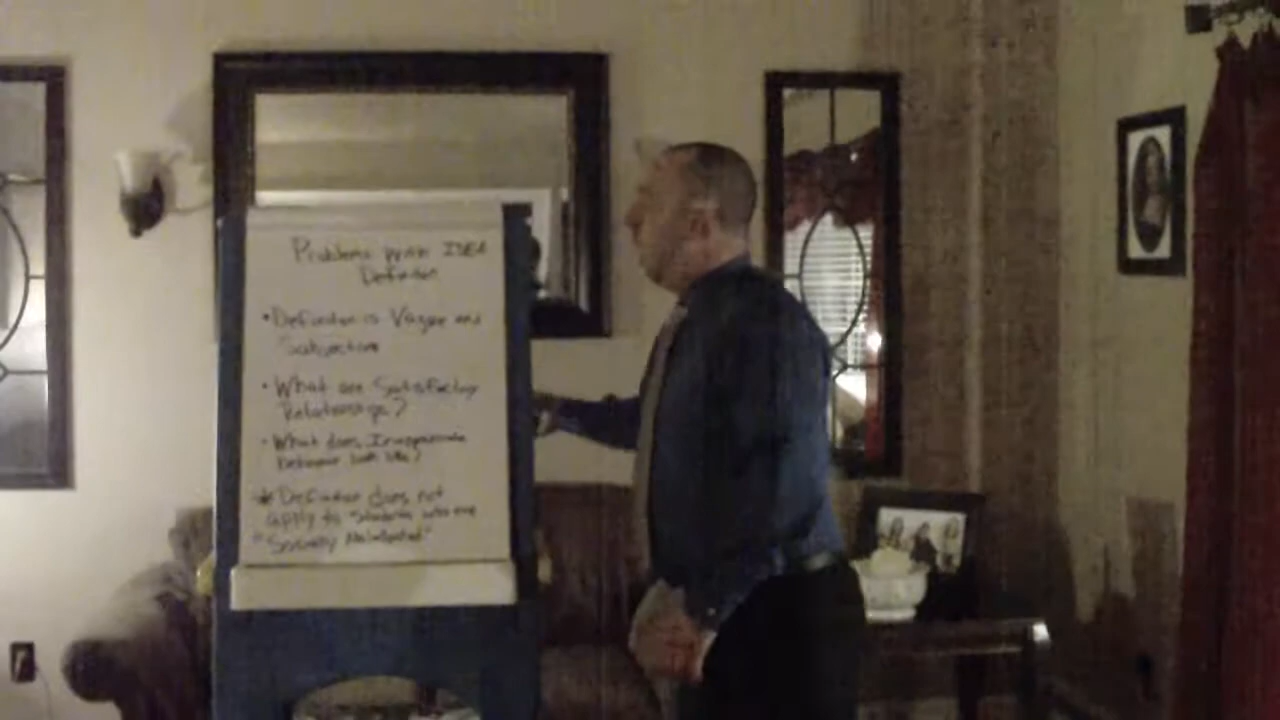 Problems With IDEA
Definition
• Definition is Vague and
Subjective
• What are Satisfactory
Relationships?
• What does Inappropriate
Behavior Look like?
* Definition does not
apply to "Students who are
"Socially Maladjusted"